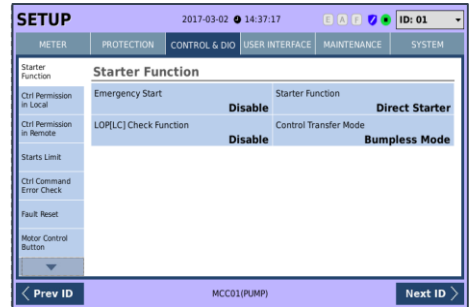 SETUP
2017-03-02 14:37:17
E A F
ID: 01
METER
PROTECTION
CONTROL & DIO
USER INTERFACE
MAINTENANCE
SYSTEM
Starter
Function
Ctrl Permission
in Local
Ctrl Permission
in Remote
Starts Limit
Ctrl Command
Error Check
Fault Reset
Motor Control
Button
Starter Function
Emergency Start
Disable
Starter Function
Direct Starter
LOP[LC] Check Function
Disable
Control Transfer Mode
Bumpless Mode
Prev ID
MCC01(PUMP)
Next ID